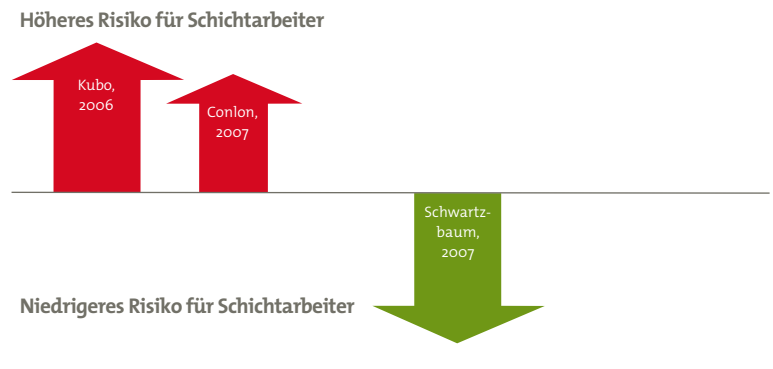 Höheres Risiko für Schichtarbeiter
Kubo,
2006
Conlon,
2007
Schwartz-
baum,
2007
Niedrigeres Risiko für Schichtarbeiter